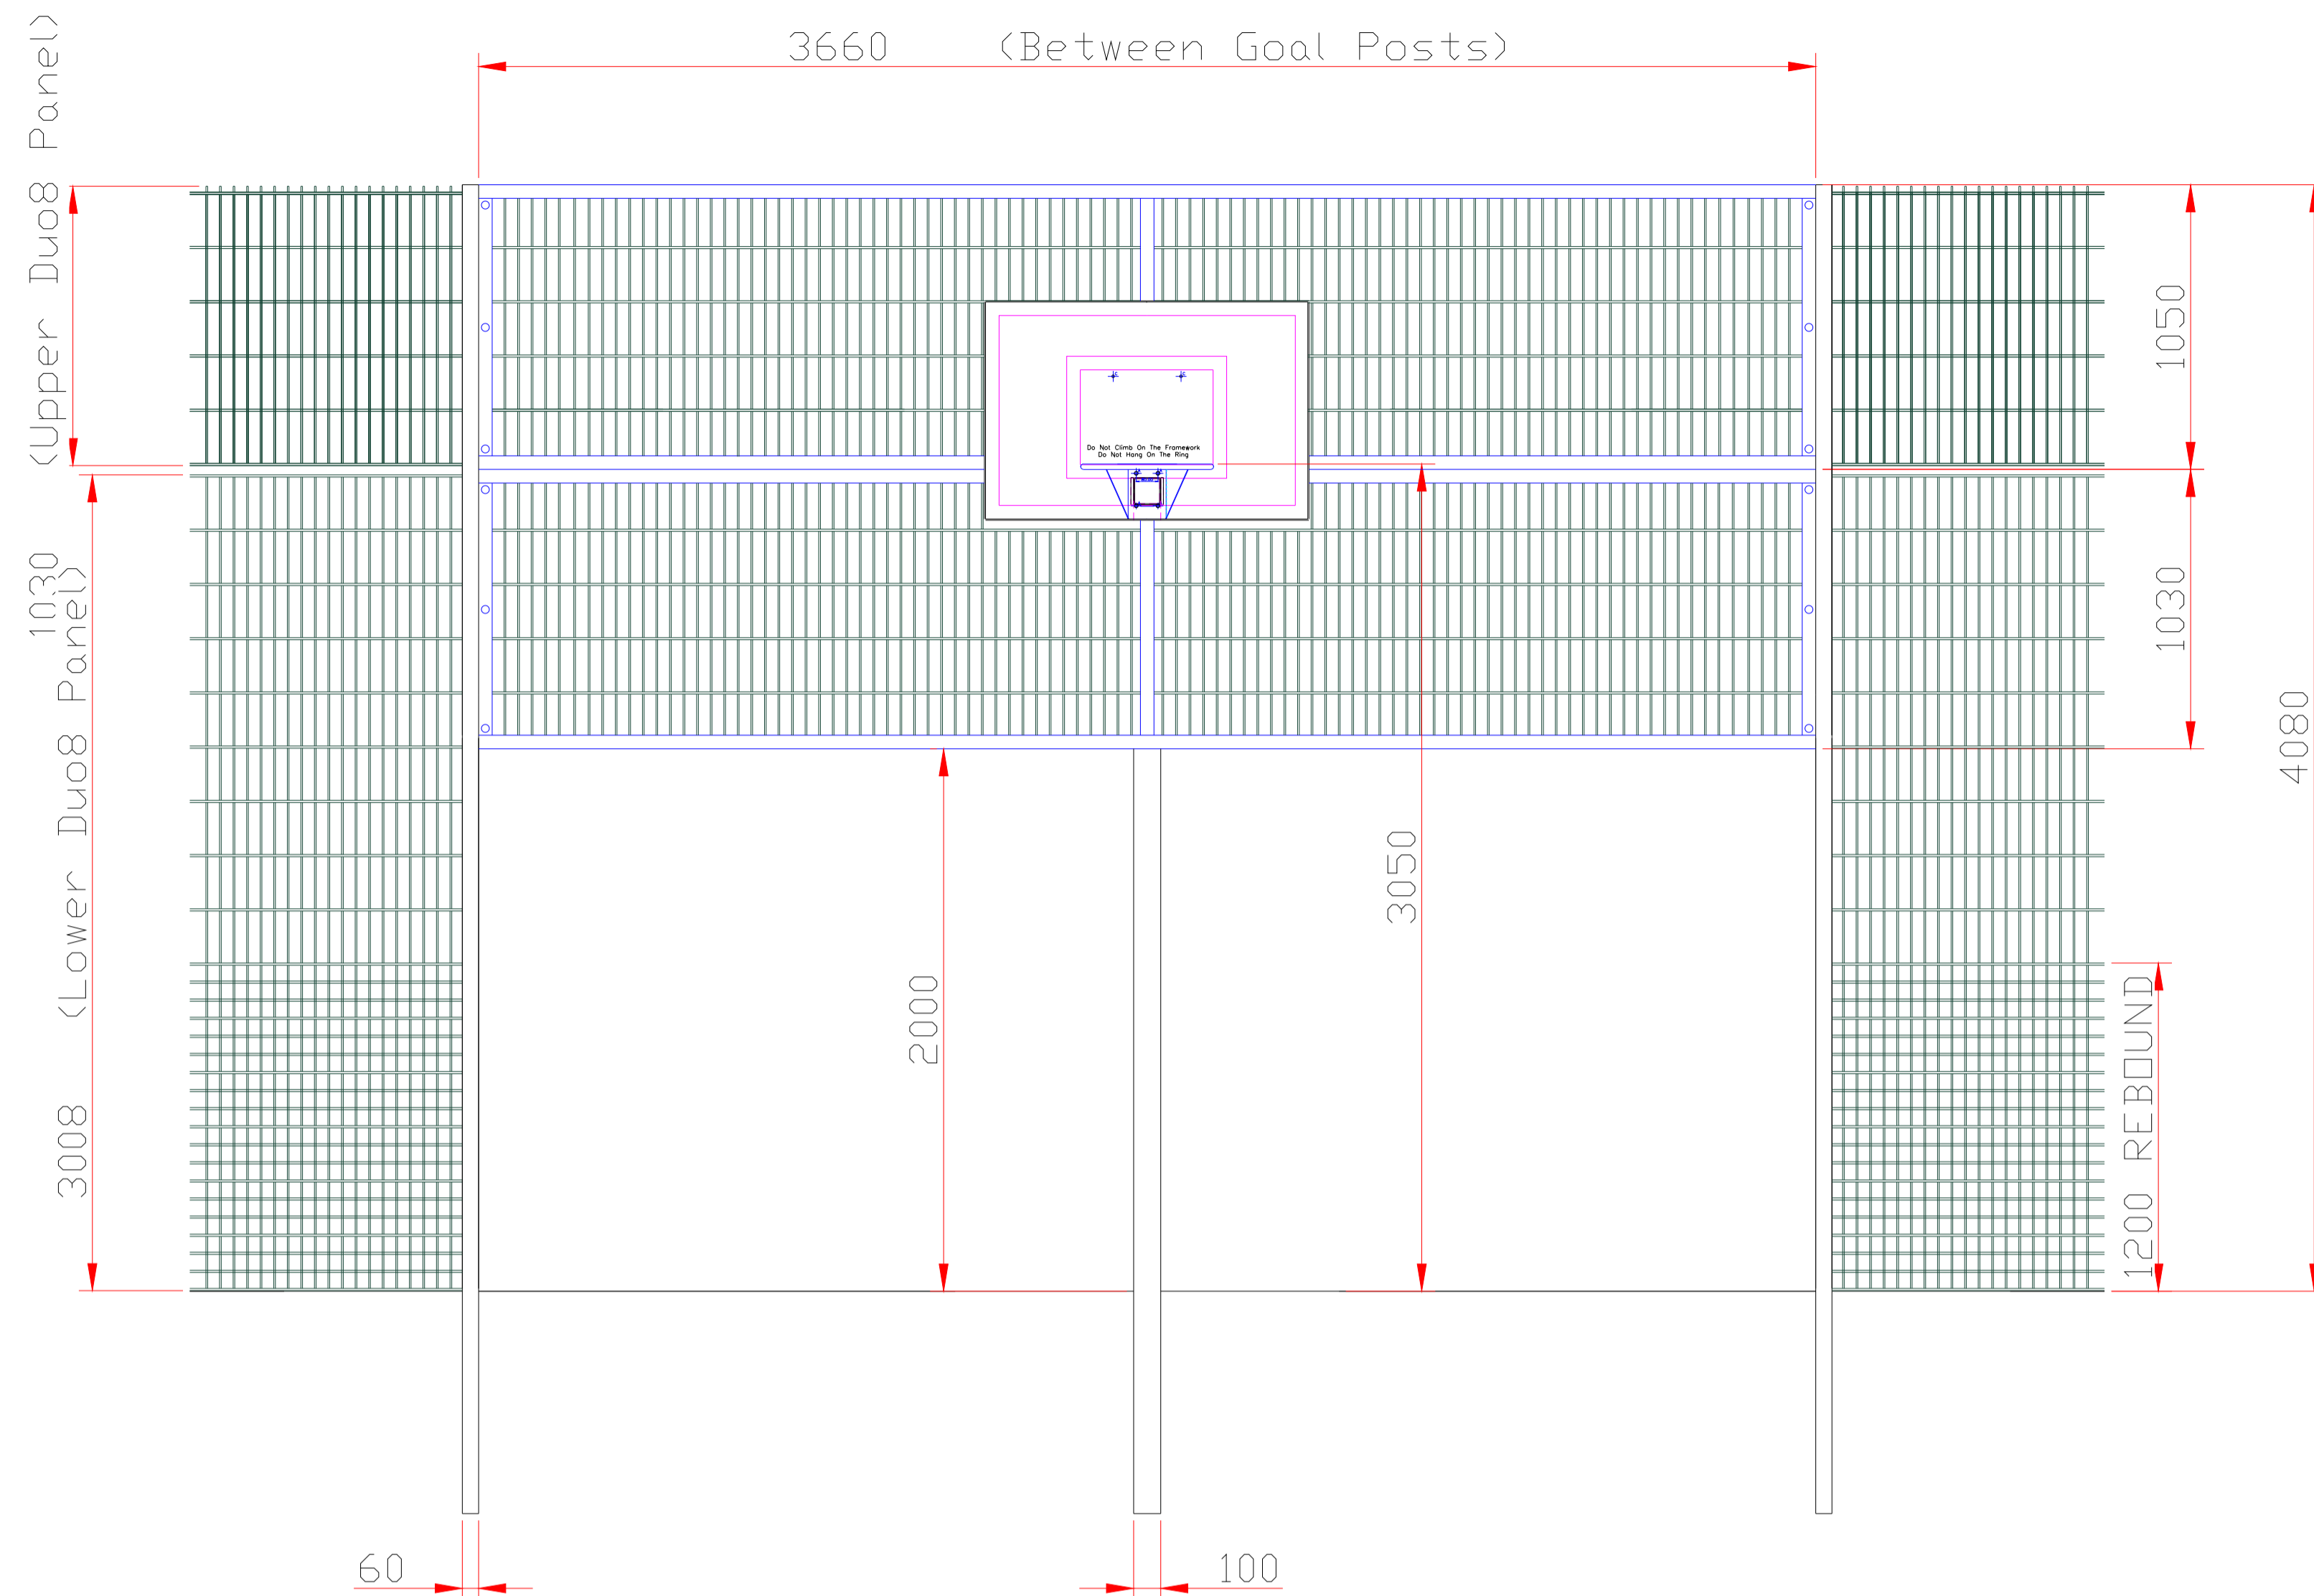 3660 (Between Goal Posts)
1030 (Upper Duo8 Panel)
3008 (Lower Duo8 Panel)
Do Not Climb On The Framework
Do Not Hang On The Ring
1050
1030
4080
3050
2000
1200 REBOUND
60
100